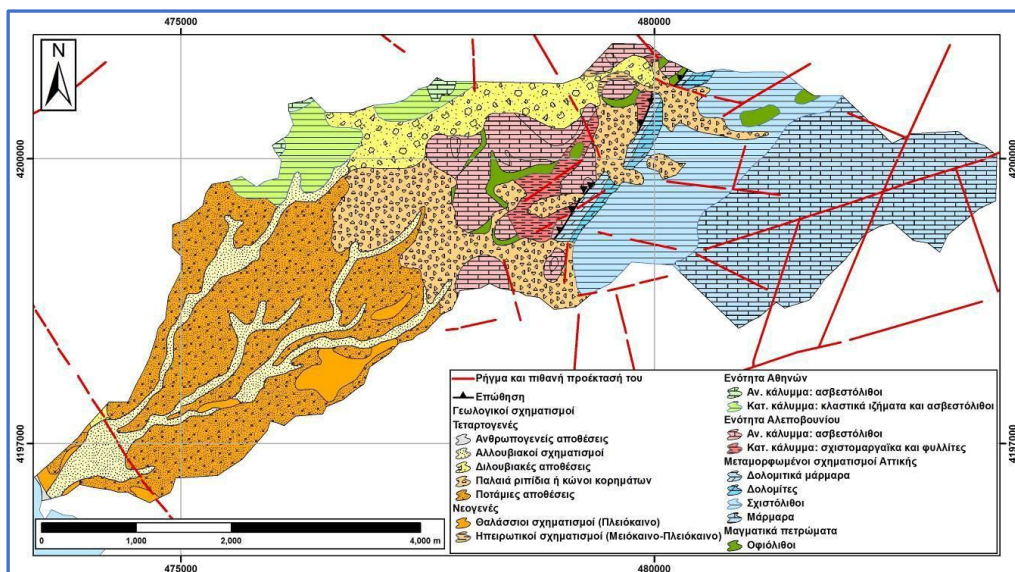 475000
480000
N
4200000
4200000
4197000
4197000
Ρήγμα και πιθανή προέκτασή του
Επώθηση
Γεωλογικοί σχηματισμοί
Τεταρτογενές
Ανθρωπογενείς αποθέσεις
Αλλουβιακοί σχηματισμοί
Διλουβιακές αποθέσεις
Παλαιά ριπίδια ή κώνοι κορημάτων
Ποτάμιες αποθέσεις
Νεογενές
Θαλάσσιοι σχηματισμοί (Πλειόκαινο)
Ηπειρωτικοί σχηματισμοί (Μειόκαινο-Πλειόκαινο)
Ενότητα Αθηνών
Αν. κάλυμμα: ασβεστόλιθοι
Κατ. κάλυμμα: κλαστικά ιζήματα και ασβεστόλιθοι
Ενότητα Αλεποβουνίου
Αν. κάλυμμα: ασβεστόλιθοι
Κατ. κάλυμμα: σχιστομαργαϊκα και φυλλίτες
Μεταμορφωμένοι σχηματισμοί Αττικής
Δολομιτικά μάρμαρα
Δολομίτες
Σχιστόλιθοι
Μάρμαρα
Μαγματικά πετρώματα
Οφιόλιθοι
0 1,000 2,000 4,000 m
475000
480000